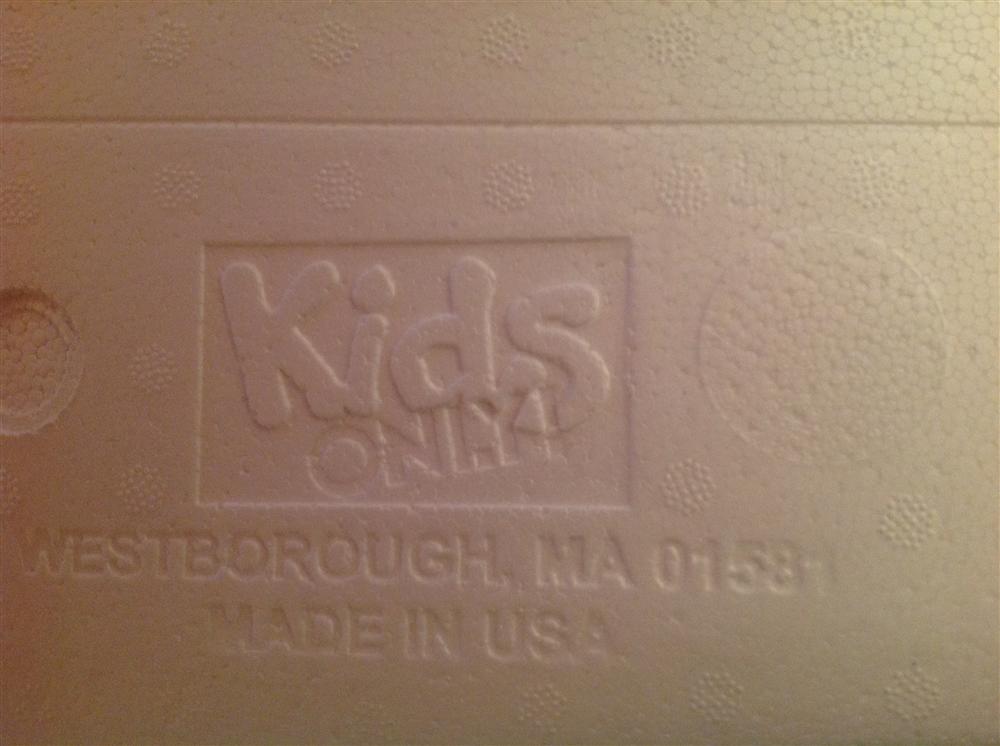 Kids
ONLY
WESTBOROUGH, MA 01581
MADE IN USA